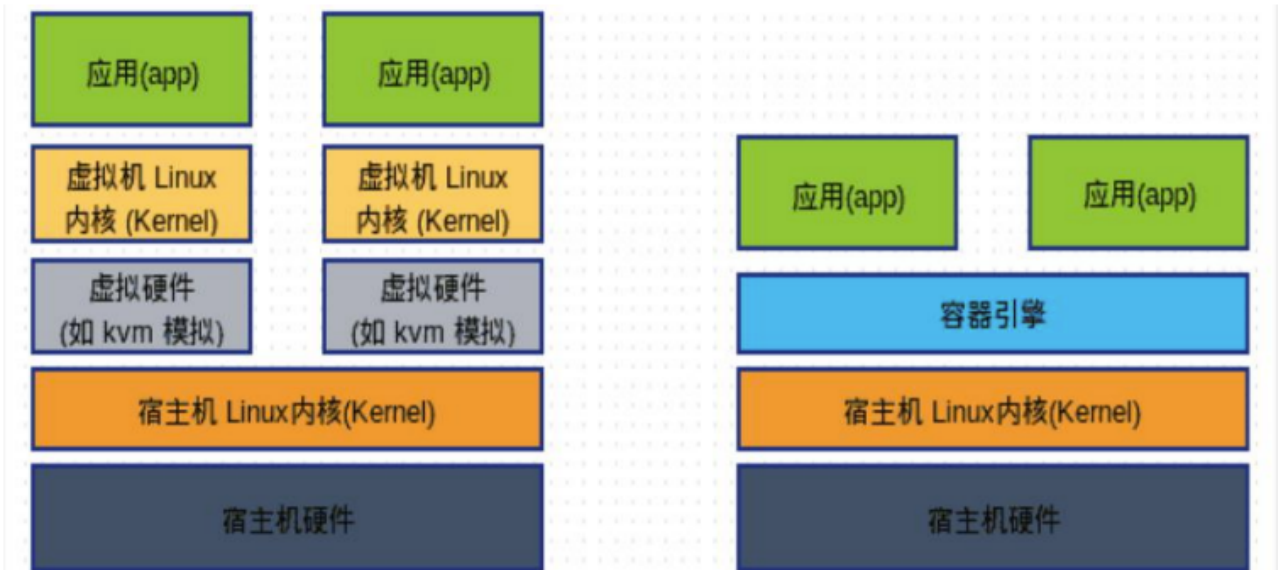 应用(app)
应用(app)
虚拟机 Linux
内核 (Kernel)
虚拟机 Linux
内核 (Kernel)
虚拟硬件
(如 kvm 模拟)
虚拟硬件
(如 kvm 模拟)
宿主机 Linux内核(Kernel)
宿主机硬件
应用(app)
应用(app)
容器引擎
宿主机 Linux内核(Kernel)
宿主机硬件